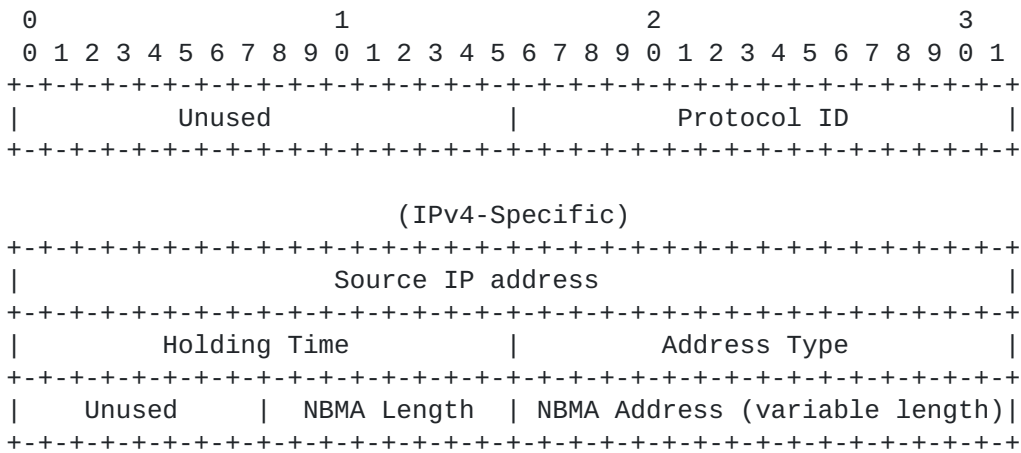 0                   1                   2                   3
 0 1 2 3 4 5 6 7 8 9 0 1 2 3 4 5 6 7 8 9 0 1 2 3 4 5 6 7 8 9 0 1
+-+-+-+-+-+-+-+-+-+-+-+-+-+-+-+-+-+-+-+-+-+-+-+-+-+-+-+-+-+-+-+-+
|          Unused               |          Protocol ID          |
+-+-+-+-+-+-+-+-+-+-+-+-+-+-+-+-+-+-+-+-+-+-+-+-+-+-+-+-+-+-+-+-+
                         (IPv4-Specific)
+-+-+-+-+-+-+-+-+-+-+-+-+-+-+-+-+-+-+-+-+-+-+-+-+-+-+-+-+-+-+-+-+
|                    Source IP address                          |
+-+-+-+-+-+-+-+-+-+-+-+-+-+-+-+-+-+-+-+-+-+-+-+-+-+-+-+-+-+-+-+-+
|         Holding Time          |         Address Type          |
+-+-+-+-+-+-+-+-+-+-+-+-+-+-+-+-+-+-+-+-+-+-+-+-+-+-+-+-+-+-+-+-+
|    Unused     |  NBMA Length  | NBMA Address (variable length)|
+-+-+-+-+-+-+-+-+-+-+-+-+-+-+-+-+-+-+-+-+-+-+-+-+-+-+-+-+-+-+-+-+